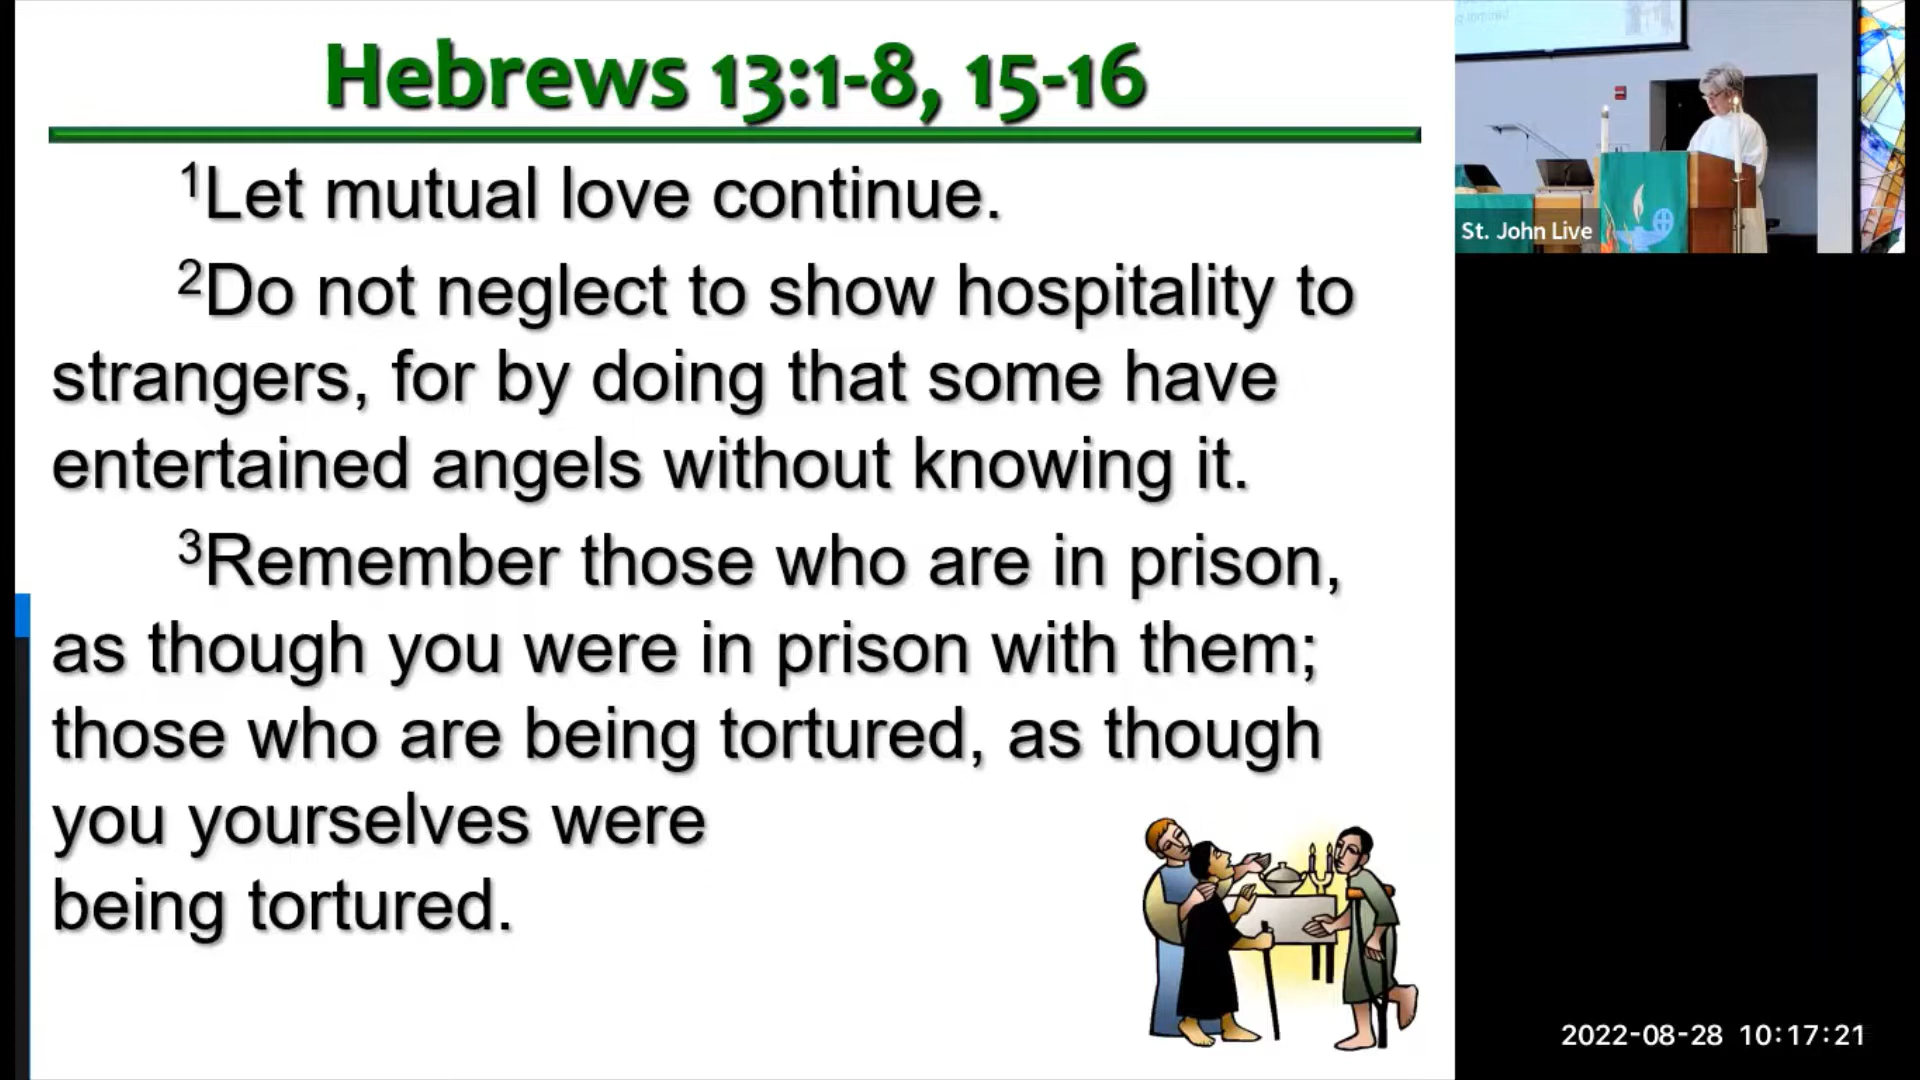 Hebrews 13:1-8, 15-16
1Let mutual love continue.
2Do not neglect to show hospitality to
strangers, for by doing that some have
entertained angels without knowing it.
3Remember those who are in prison,
as though you were in prison with them;
those who are being tortured, as though
you yourselves were
being tortured.
St. John Live
2022-08-28 10:17:21